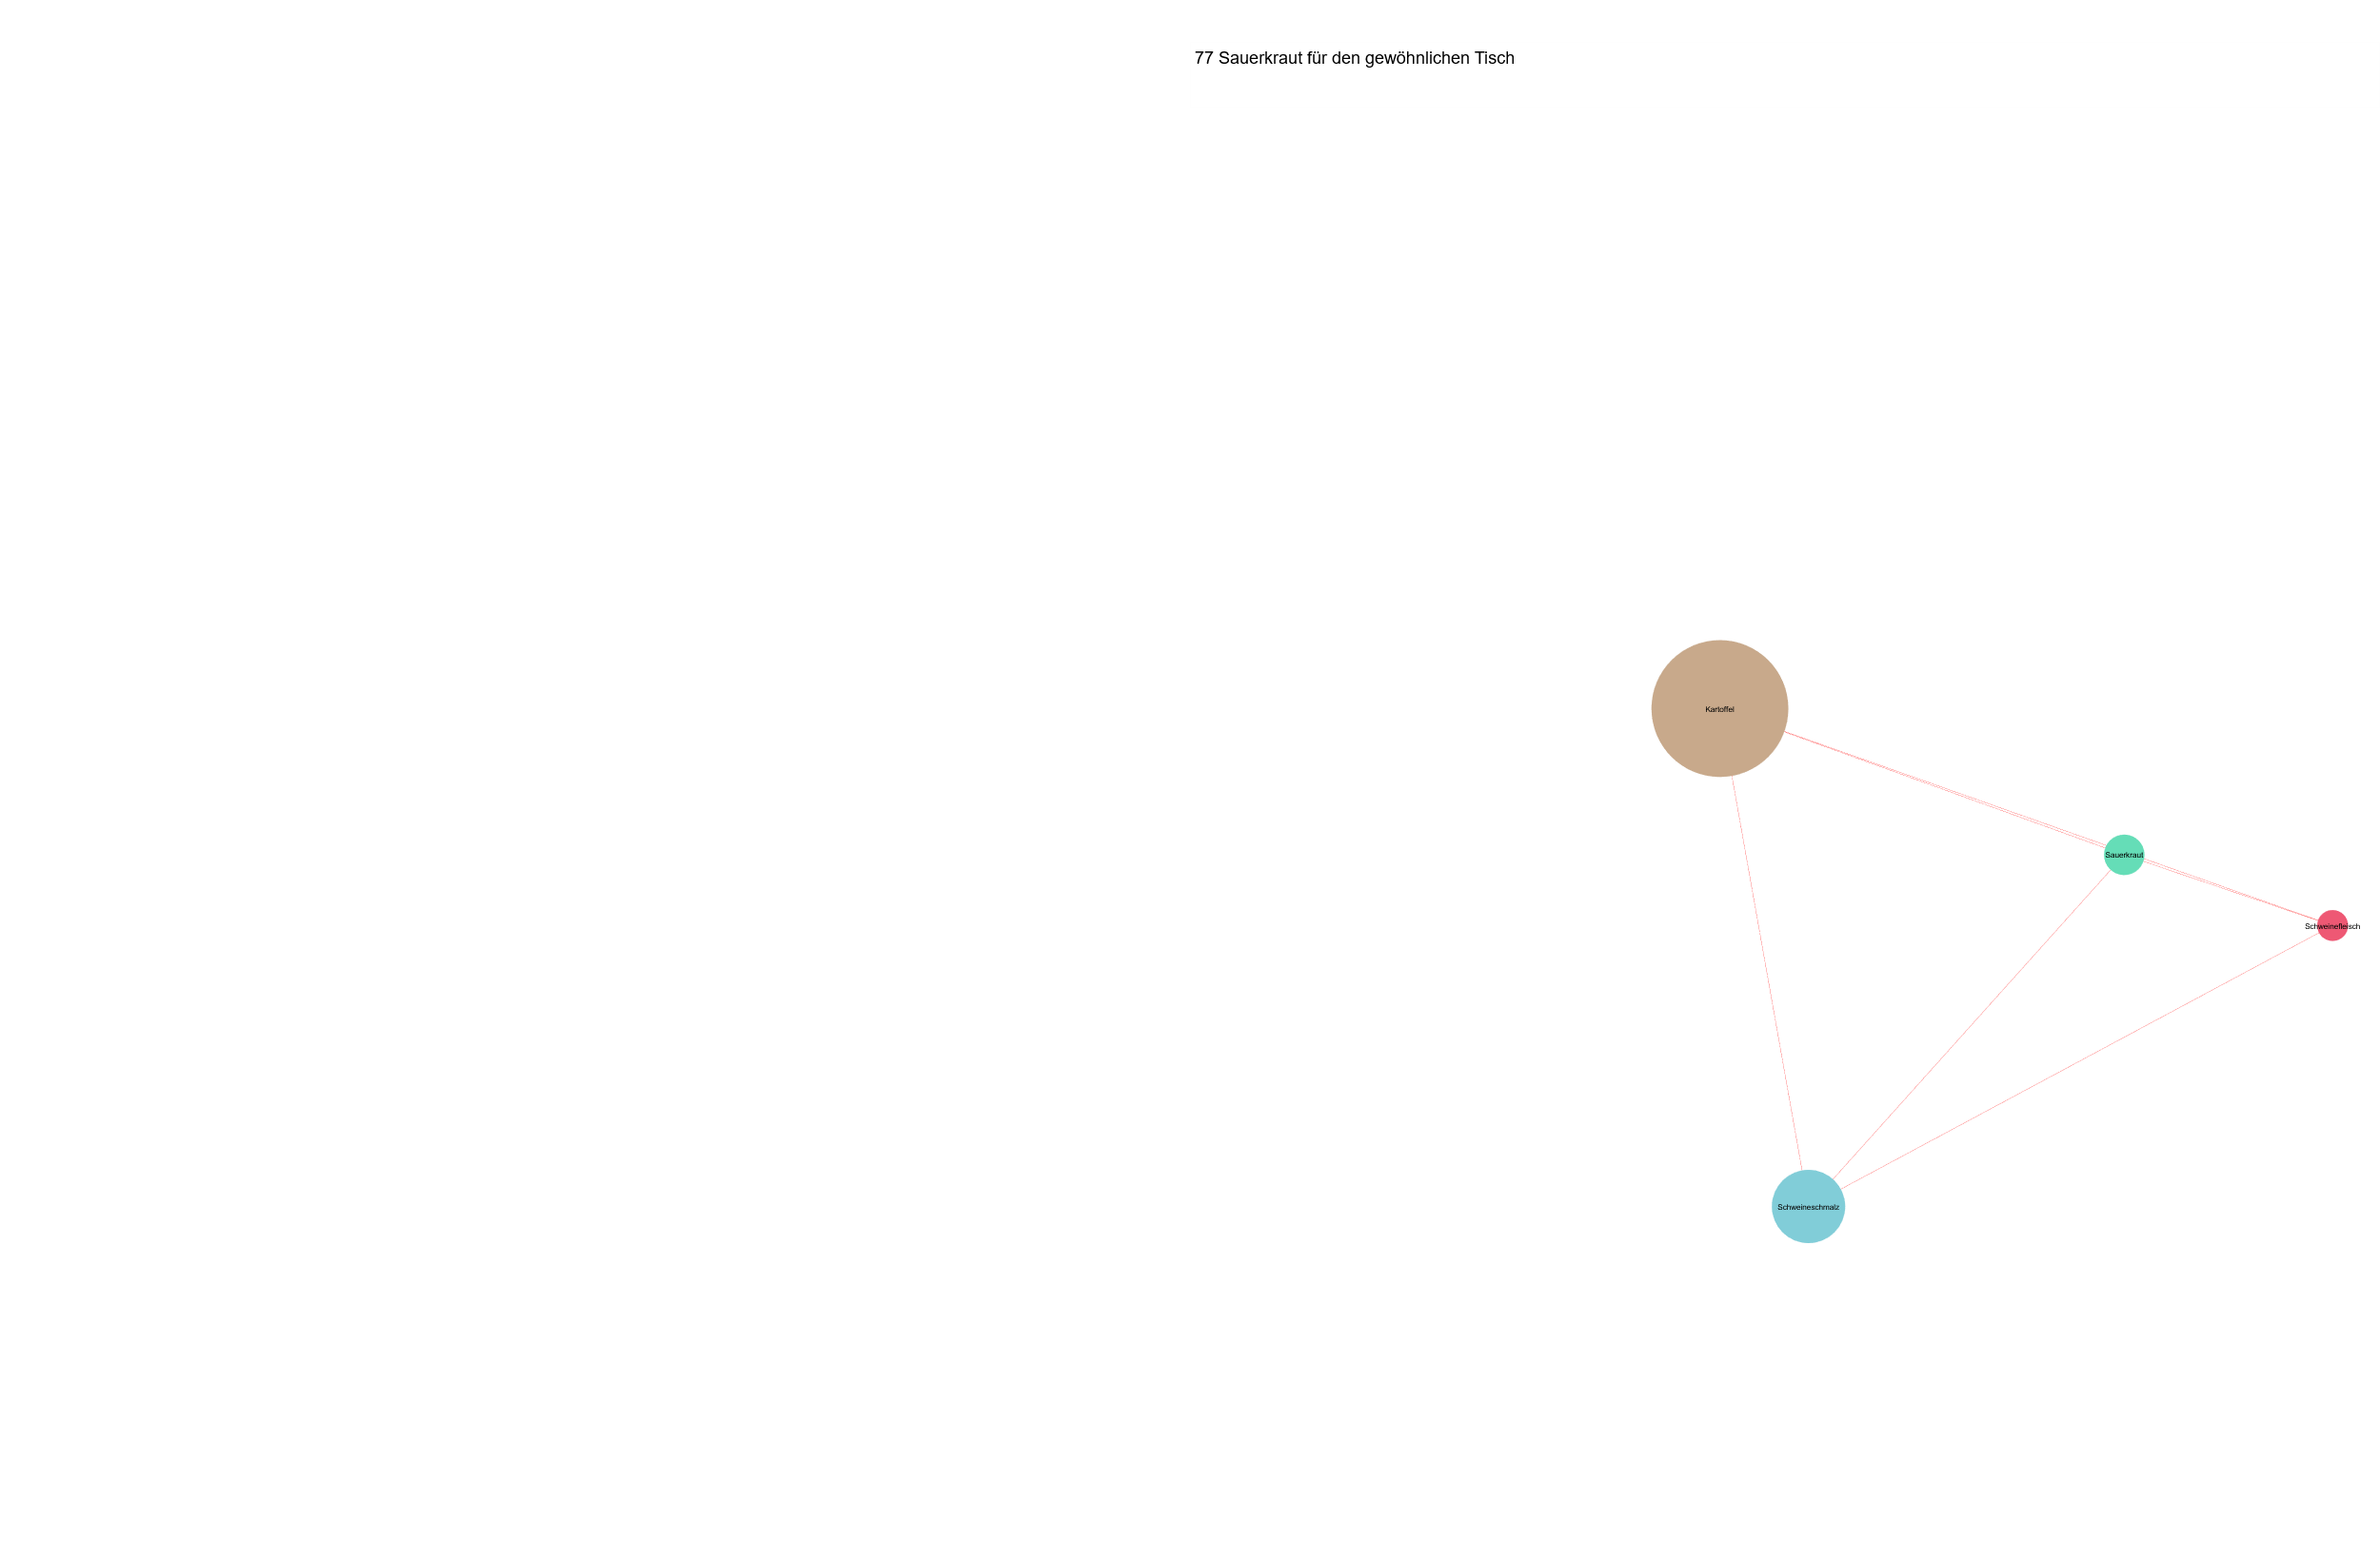 77 Sauerkraut für den gewöhnlichen Tisch
Kartoffel
Sauerkraut
Schweinefleisch
Schweineschmalz